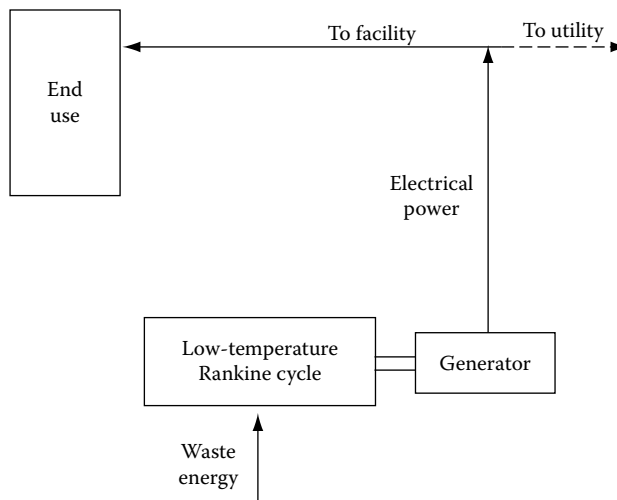 To facility
To utility
End
use
Electrical
power
Low-temperature
Rankine cycle
Generator
Waste
energy